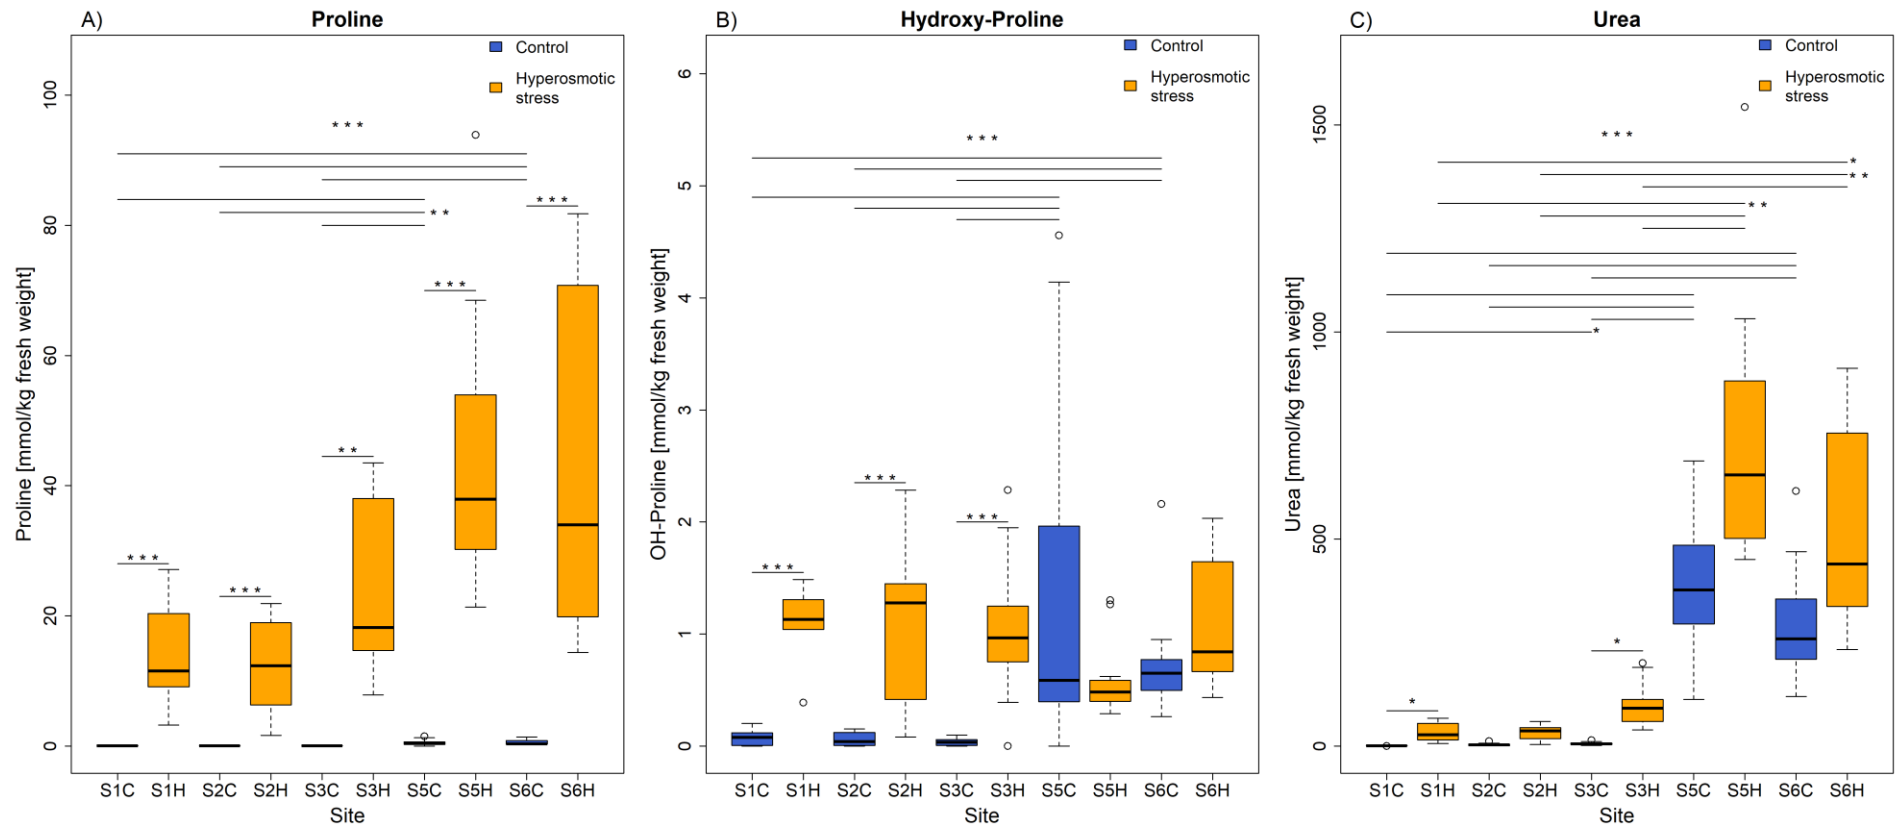 A) Proline
Control
Hyperosmotic
stress
Proline [mmol/kg fresh weight]
100
80
60
40
20
0
* * *
* *
* * *
* * *
* *
* * *
* * *
* * *
S1C S1H S2C S2H S3C S3H S5C S5H S6C S6H
Site
B) Hydroxy-Proline
Control
Hyperosmotic
stress
OH-Proline [mmol/kg fresh weight]
6
5
4
3
2
1
0
* * *
* * *
* * *
* * *
S1C S1H S2C S2H S3C S3H S5C S5H S6C S6H
Site
C) Urea
Control
Hyperosmotic
stress
Urea [mmol/kg fresh weight]
1500
1000
500
0
* * *
*
* *
* *
*
*
*
S1C S1H S2C S2H S3C S3H S5C S5H S6C S6H
Site